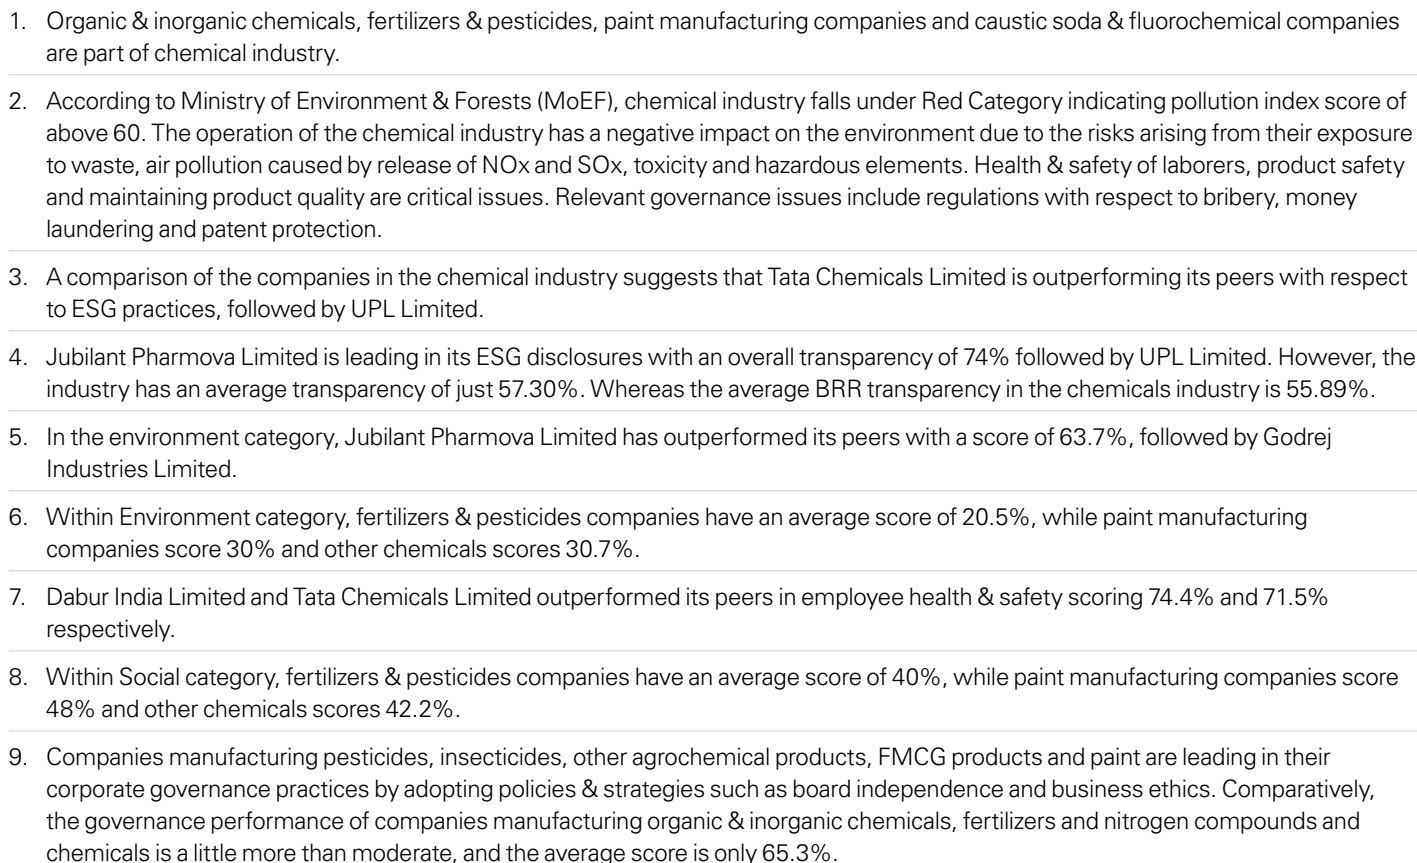 1. Organic & inorganic chemicals, fertilizers & pesticides, paint manufacturing companies and caustic soda & fluorochemical companies
are part of chemical industry.
2. According to Ministry of Environment & Forests (MoEF), chemical industry falls under Red Category indicating pollution index score of
above 60. The operation of the chemical industry has a negative impact on the environment due to the risks arising from their exposure
to waste, air pollution caused by release of NOx and SOx, toxicity and hazardous elements. Health & safety of laborers, product safety
and maintaining product quality are critical issues. Relevant governance issues include regulations with respect to bribery, money
laundering and patent protection.
3. A comparison of the companies in the chemical industry suggests that Tata Chemicals Limited is outperforming its peers with respect
to ESG practices, followed by UPL Limited.
4. Jubilant Pharmova Limited is leading in its ESG disclosures with an overall transparency of 74% followed by UPL Limited. However, the
industry has an average transparency of just 57.30%. Whereas the average BRR transparency in the chemicals industry is 55.89%.
5. In the environment category, Jubilant Pharmova Limited has outperformed its peers with a score of 63.7%, followed by Godrej
Industries Limited.
6. Within Environment category, fertilizers & pesticides companies have an average score of 20.5%, while paint manufacturing
companies score 30% and other chemicals scores 30.7%.
7. Dabur India Limited and Tata Chemicals Limited outperformed its peers in employee health & safety scoring 74.4% and 71.5%
respectively.
8. Within Social category, fertilizers & pesticides companies have an average score of 40%, while paint manufacturing companies score
48% and other chemicals scores 42.2%.
9. Companies manufacturing pesticides, insecticides, other agrochemical products, FMCG products and paint are leading in their
corporate governance practices by adopting policies & strategies such as board independence and business ethics. Comparatively,
the governance performance of companies manufacturing organic & inorganic chemicals, fertilizers and nitrogen compounds and
chemicals is a little more than moderate, and the average score is only 65.3%.